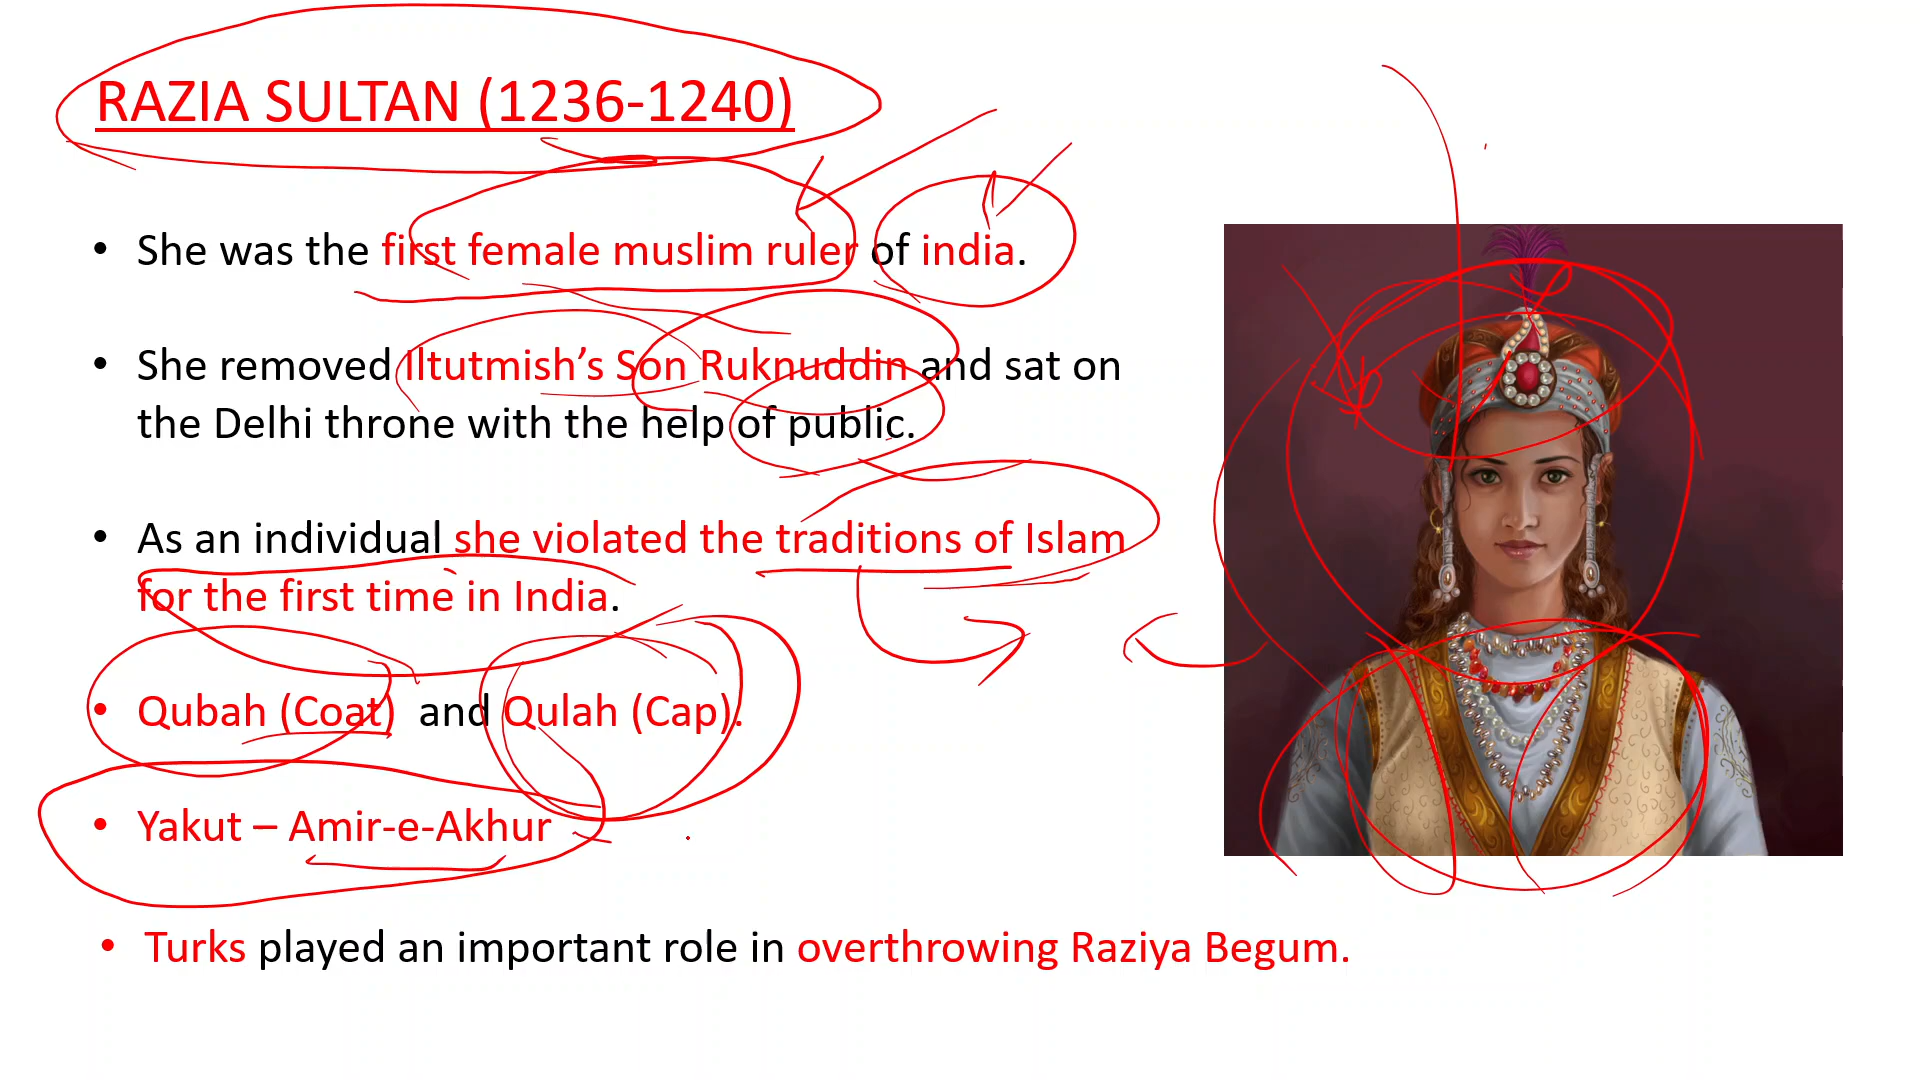 RAZIA SULTAN (1236-1240)
• She was the first female muslim ruler of india.
• She removed Iltutmish’s Son Ruknuddin and sat on
the Delhi throne with the help of public.
• As an individual she violated the traditions of Islam
for the first time in India.
• Qubah (Coat) and Qulah (Cap).
• Yakut – Amir-e-Akhur
• Turks played an important role in overthrowing Raziya Begum.